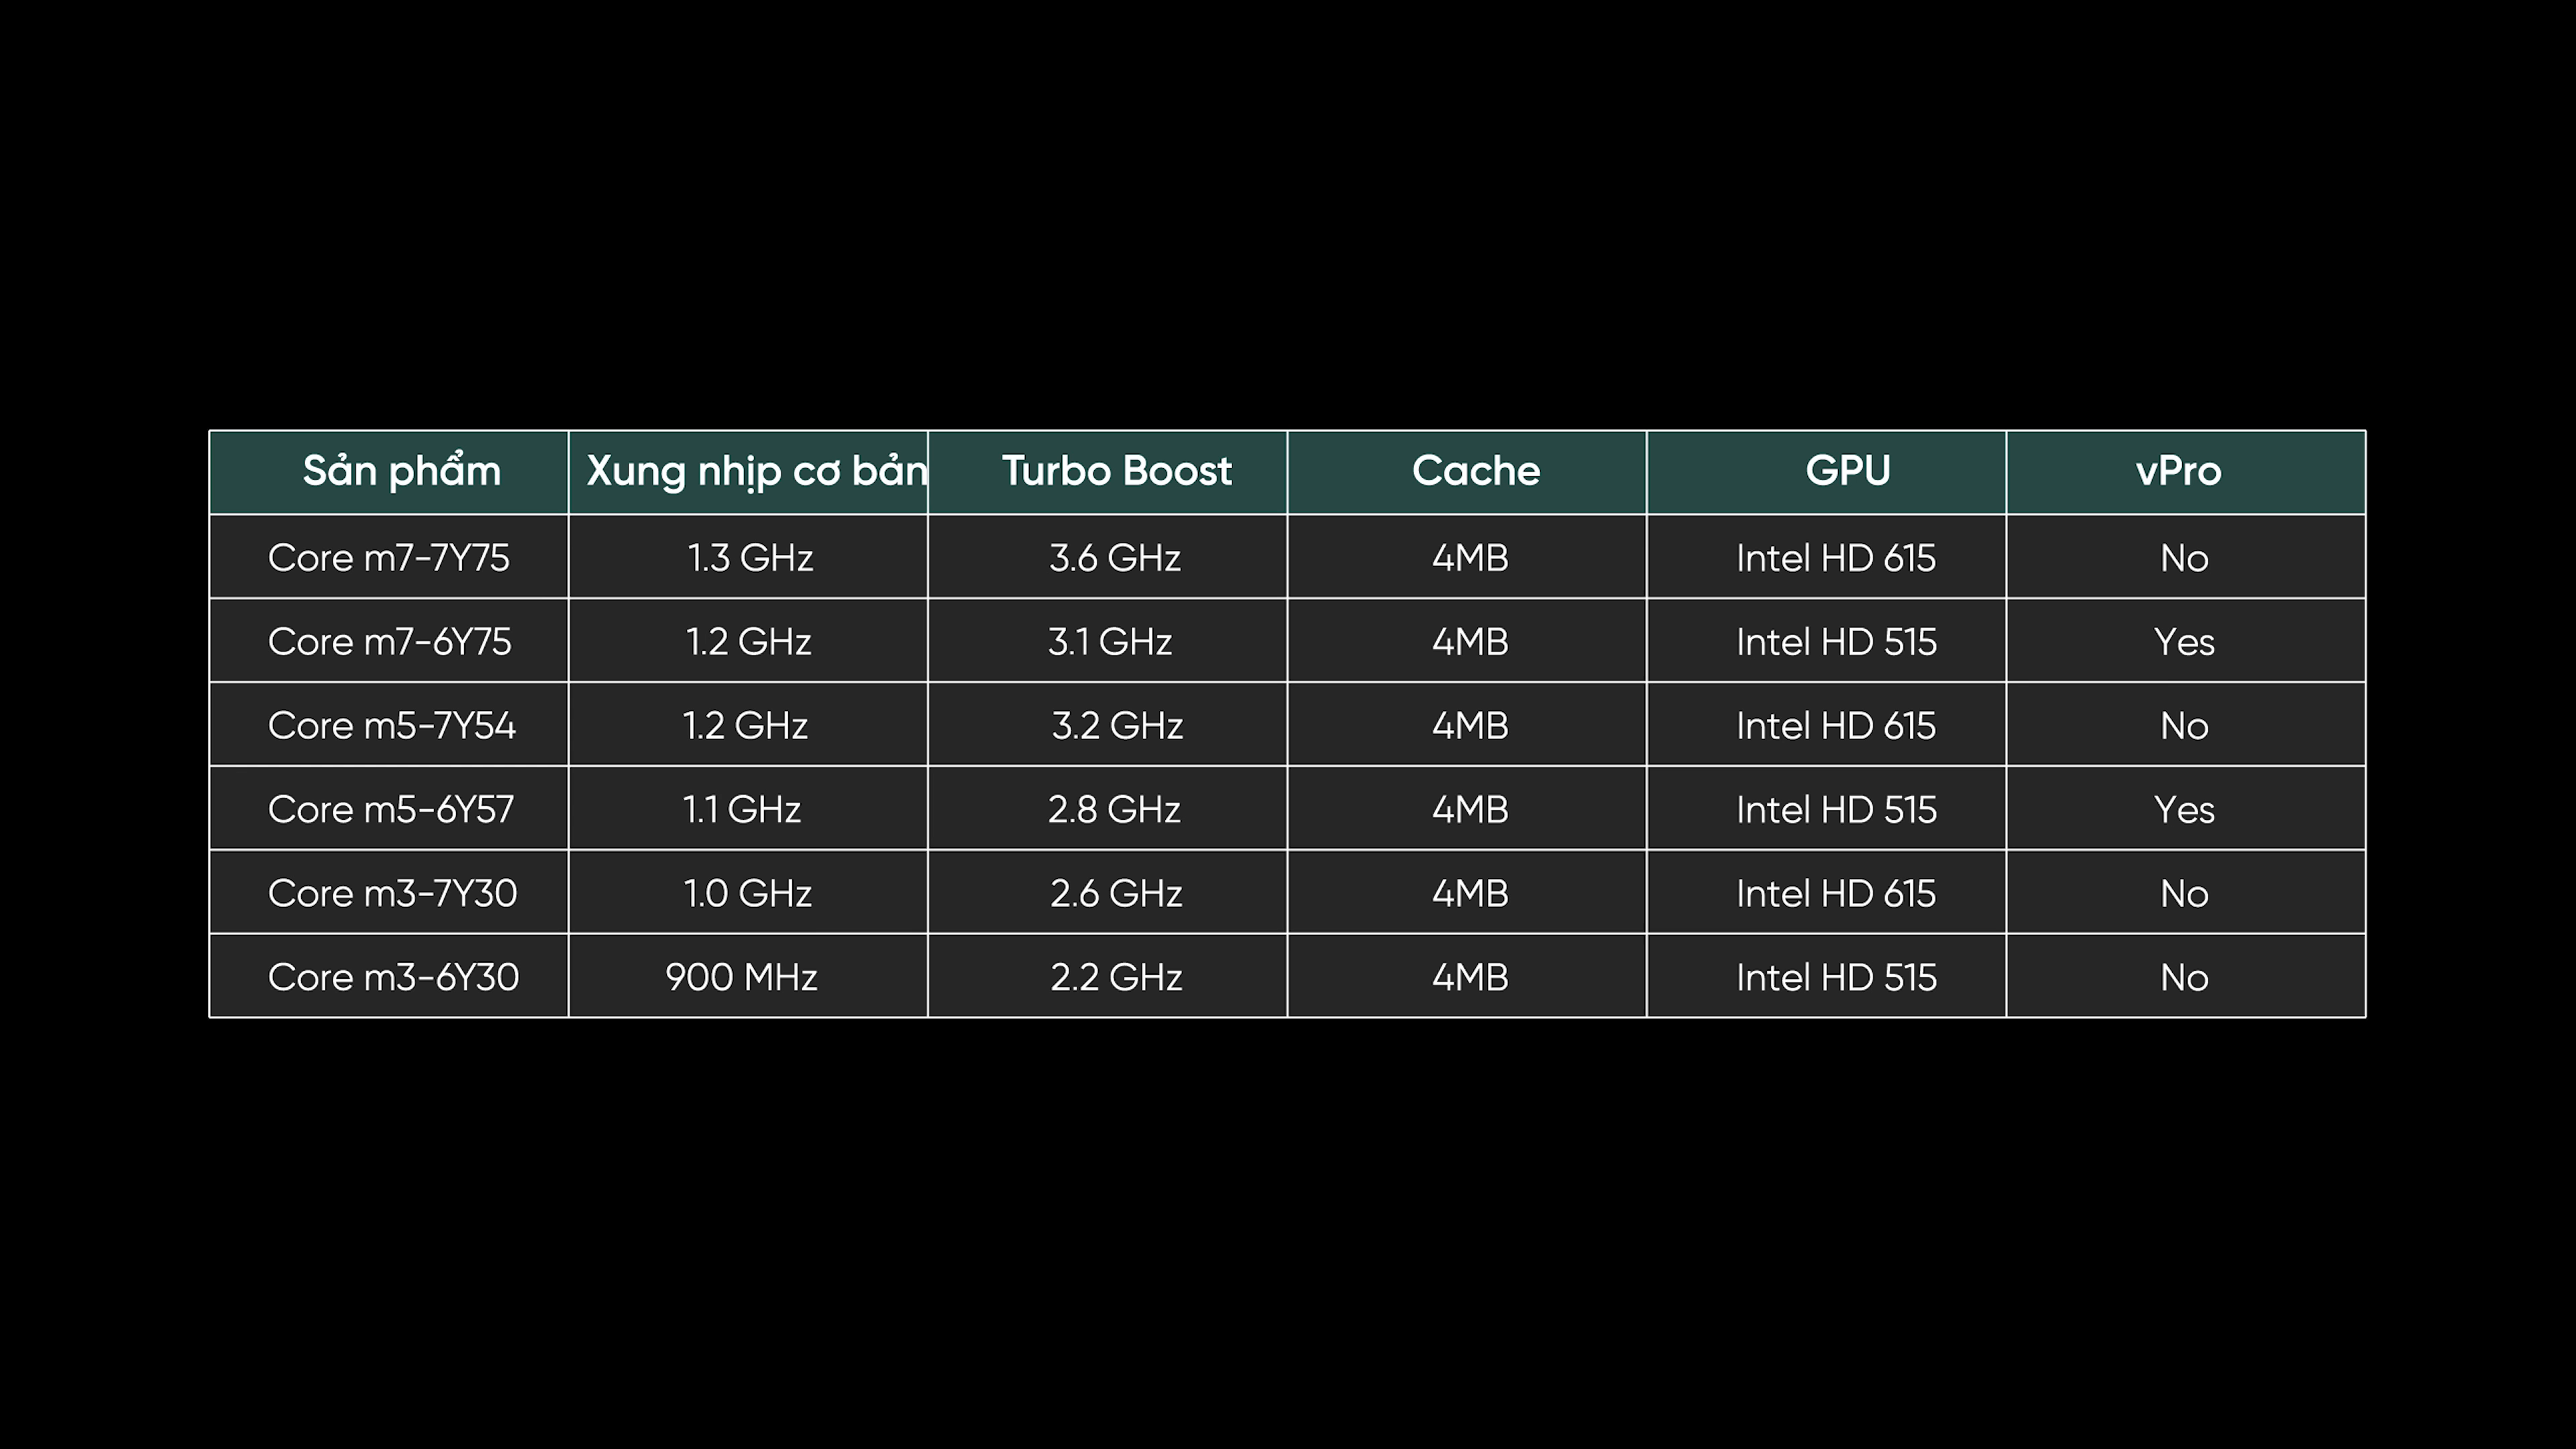 Sản phẩm Xung nhịp cơ bản Turbo Boost Cache GPU vPro
Core m7-7Y75 1.3 GHz 3.6 GHz 4MB Intel HD 615 No
Core m7-6Y75 1.2 GHz 3.1 GHz 4MB Intel HD 515 Yes
Core m5-7Y54 1.2 GHz 3.2 GHz 4MB Intel HD 615 No
Core m5-6Y57 1.1 GHz 2.8 GHz 4MB Intel HD 515 Yes
Core m3-7Y30 1.0 GHz 2.6 GHz 4MB Intel HD 615 No
Core m3-6Y30 900 MHz 2.2 GHz 4MB Intel HD 515 No